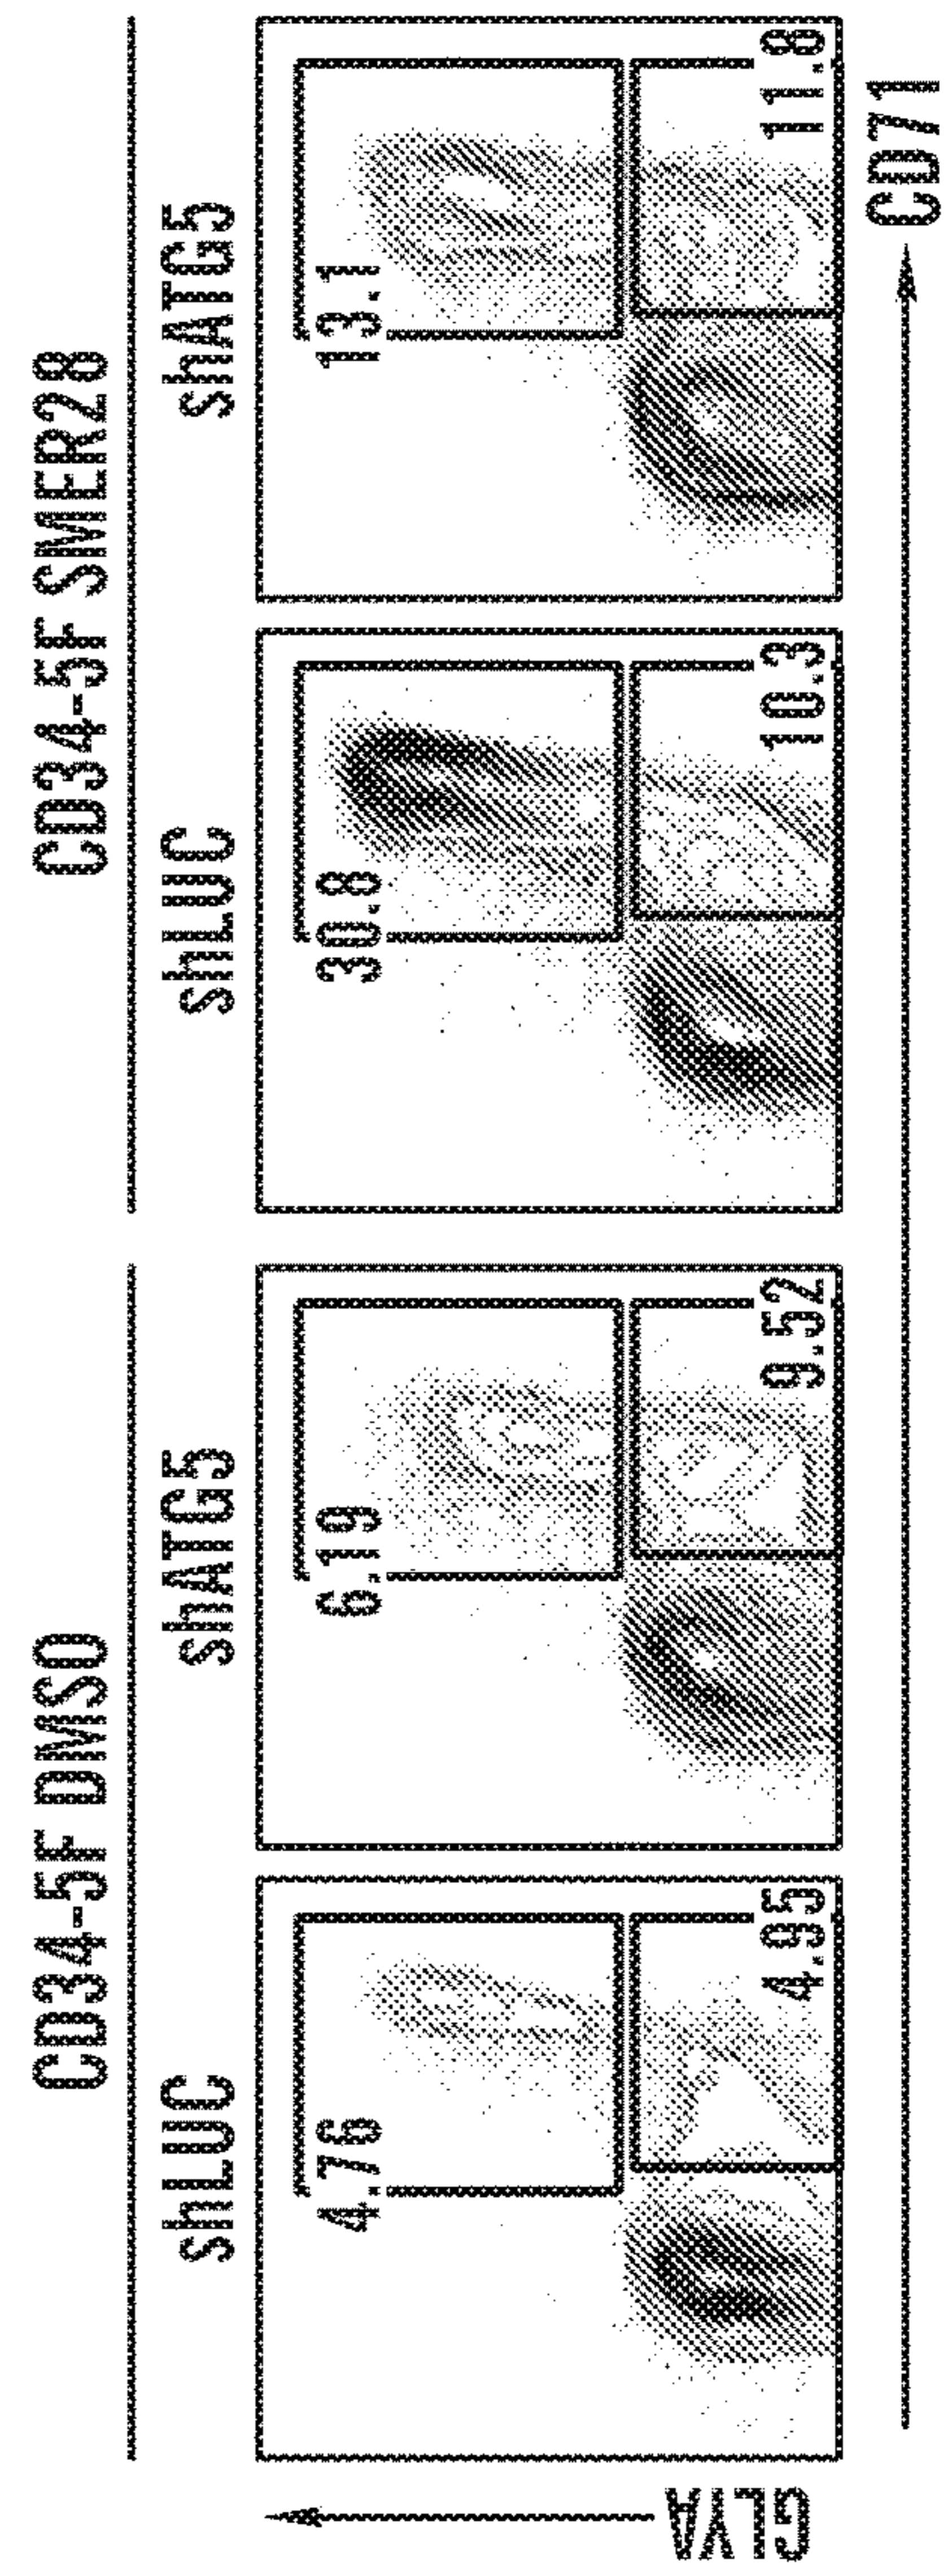 CD34-5F DMSO
CD34-5F SMER28
shLUC
shATG5
shLUC
shATG5
4.76
6.19
30.8
13.1
4.95
9.52
10.3
11.8
GLYA
CD71